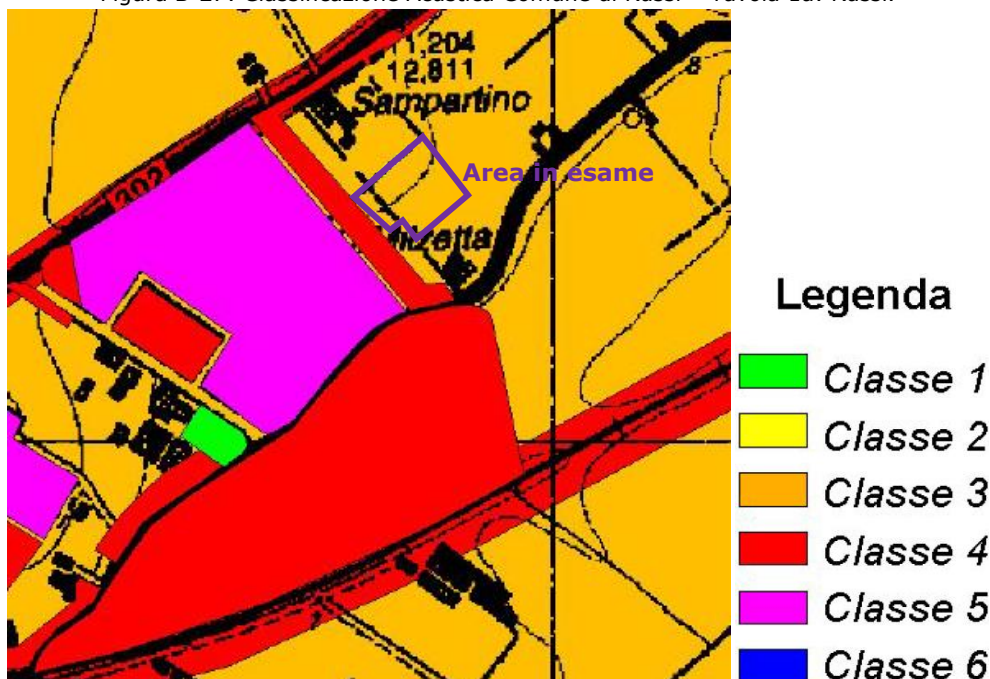 11,204
12.811
Sampartino
Area in esame
302
Legenda
Classe 1
Classe 2
Classe 3
Classe 4
Classe 5
Classe 6